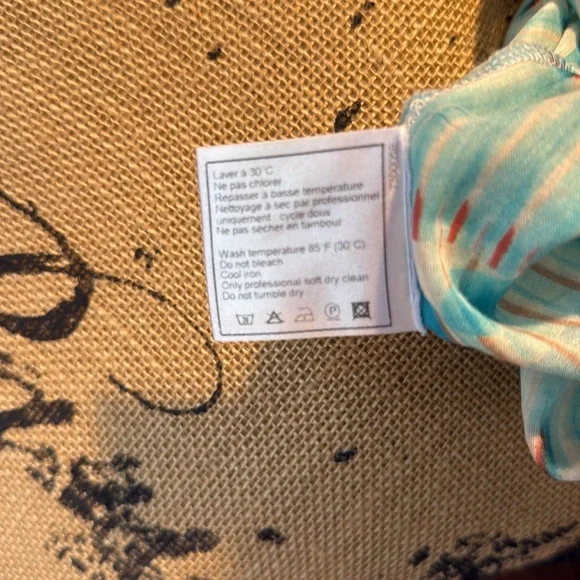 Laver à 30°C
Ne pas chlorer
Repasser à basse température
Nettoyage à sec par professionnel
uniquement : cycle doux
Ne pas sécher en tambour
Wash temperature 85 F (30 C)
Do not bleach
Cool iron
Only professional soft dry clean
Do not tumble dry